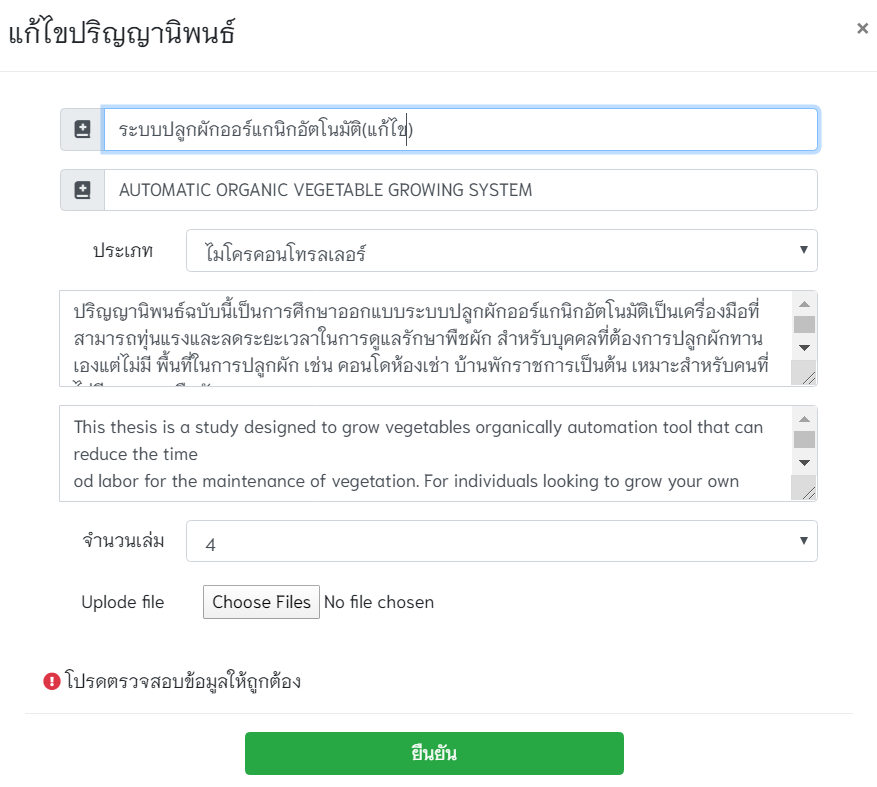 แก้ไขปริญญานิพนธ์
×
ระบบปลูกผักออร์แกนิกอัตโนมัติ(แก้ไข)
AUTOMATIC ORGANIC VEGETABLE GROWING SYSTEM
ประเภท ไมโครคอนโทรลเลอร์
ปริญญานิพนธ์ฉบับนี้เป็นการศึกษาออกแบบระบบปลูกผักออร์แกนิกอัตโนมัติเป็นเครื่องมือที่
สามารถทุ่นแรงและลดระยะเวลาในการดูแลรักษาพืชผัก สำหรับบุคคลที่ต้องการปลูกผักทาน
เองแต่ไม่มี พื้นที่ในการปลูกผัก เช่น คอนโดห้องเช่า บ้านพักราชการเป็นต้น เหมาะสำหรับคนที่
This thesis is a study designed to grow vegetables organically automation tool that can
reduce the time
od labor for the maintenance of vegetation. For individuals looking to grow your own
จำนวนเล่ม 4
Uplode file Choose Files No file chosen
โปรดตรวจสอบข้อมูลให้ถูกต้อง
ยืนยัน